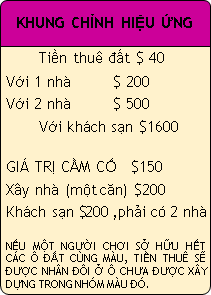 KHUNG CHỈNH HIỆU ỨNG
Tiền thuê đất $ 40
Với 1 nhà $ 200
Với 2 nhà $ 500
Với khách sạn $1600
GIÁ TRỊ CẦM CỐ $150
Xây nhà (một căn) $200
Khách sạn $200 ,phải có 2 nhà
NẾU MỘT NGƯỜI CHƠI SỞ HỮU HẾT
CÁC Ô ĐẤT CÙNG MÀU, TIỀN THUÊ SẼ
ĐƯỢC NHÂN ĐÔI Ở Ô CHƯA ĐƯỢC XÂY
DỰNG TRONG NHÓM MÀU ĐÓ.